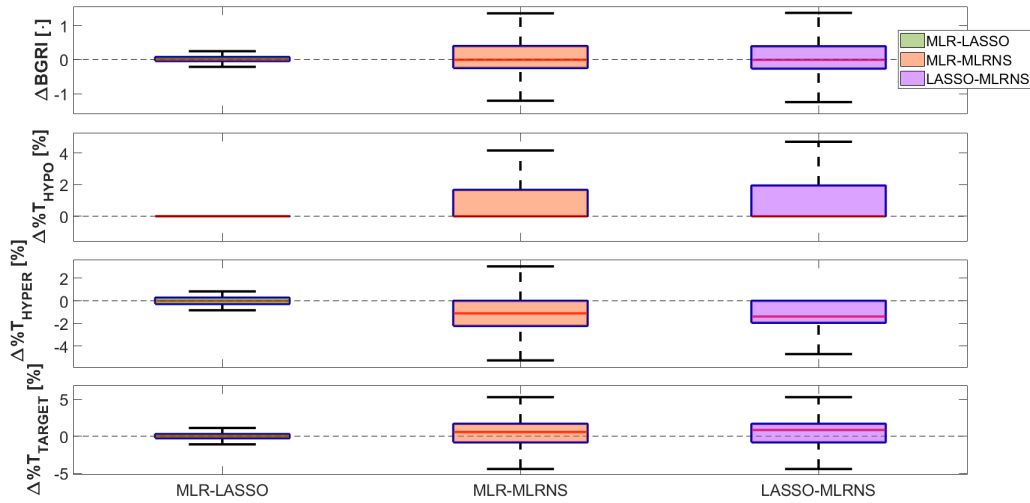 ΔBGRI [-]
1
0
-1
MLR-LASSO
MLR-MLRNS
LASSO-MLRNS
Δ%T_HYPO [%]
4
2
0
Δ%T_HYPER [%]
2
0
-2
-4
Δ%T_TARGET [%]
5
0
-5
MLR-LASSO
MLR-MLRNS
LASSO-MLRNS